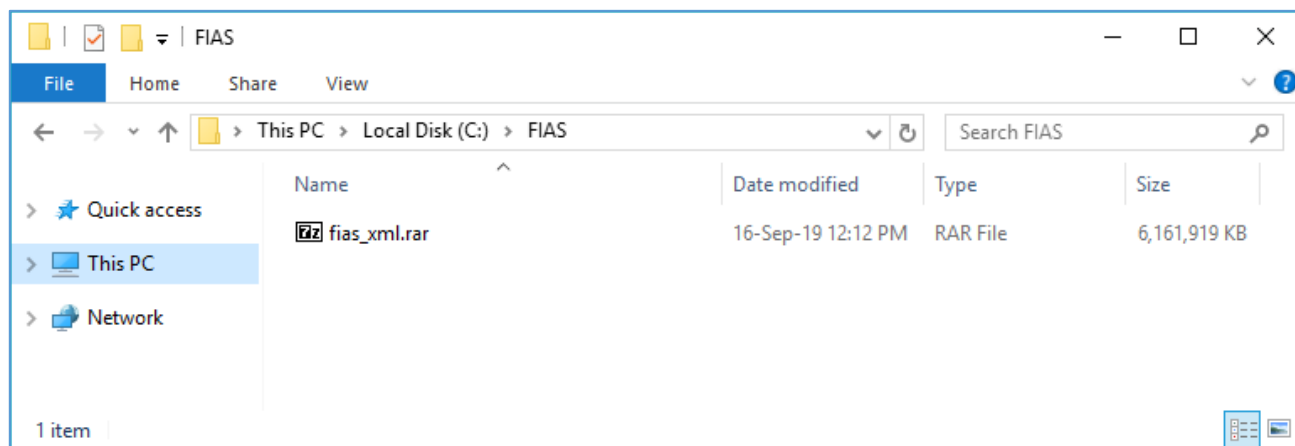 FIAS
File Home Share View
This PC > Local Disk (C:) > FIAS Search FIAS
Name Date modified Type Size
Quick access
7z fias_xml.rar 16-Sep-19 12:12 PM RAR File 6,161,919 KB
This PC
Network
1 item